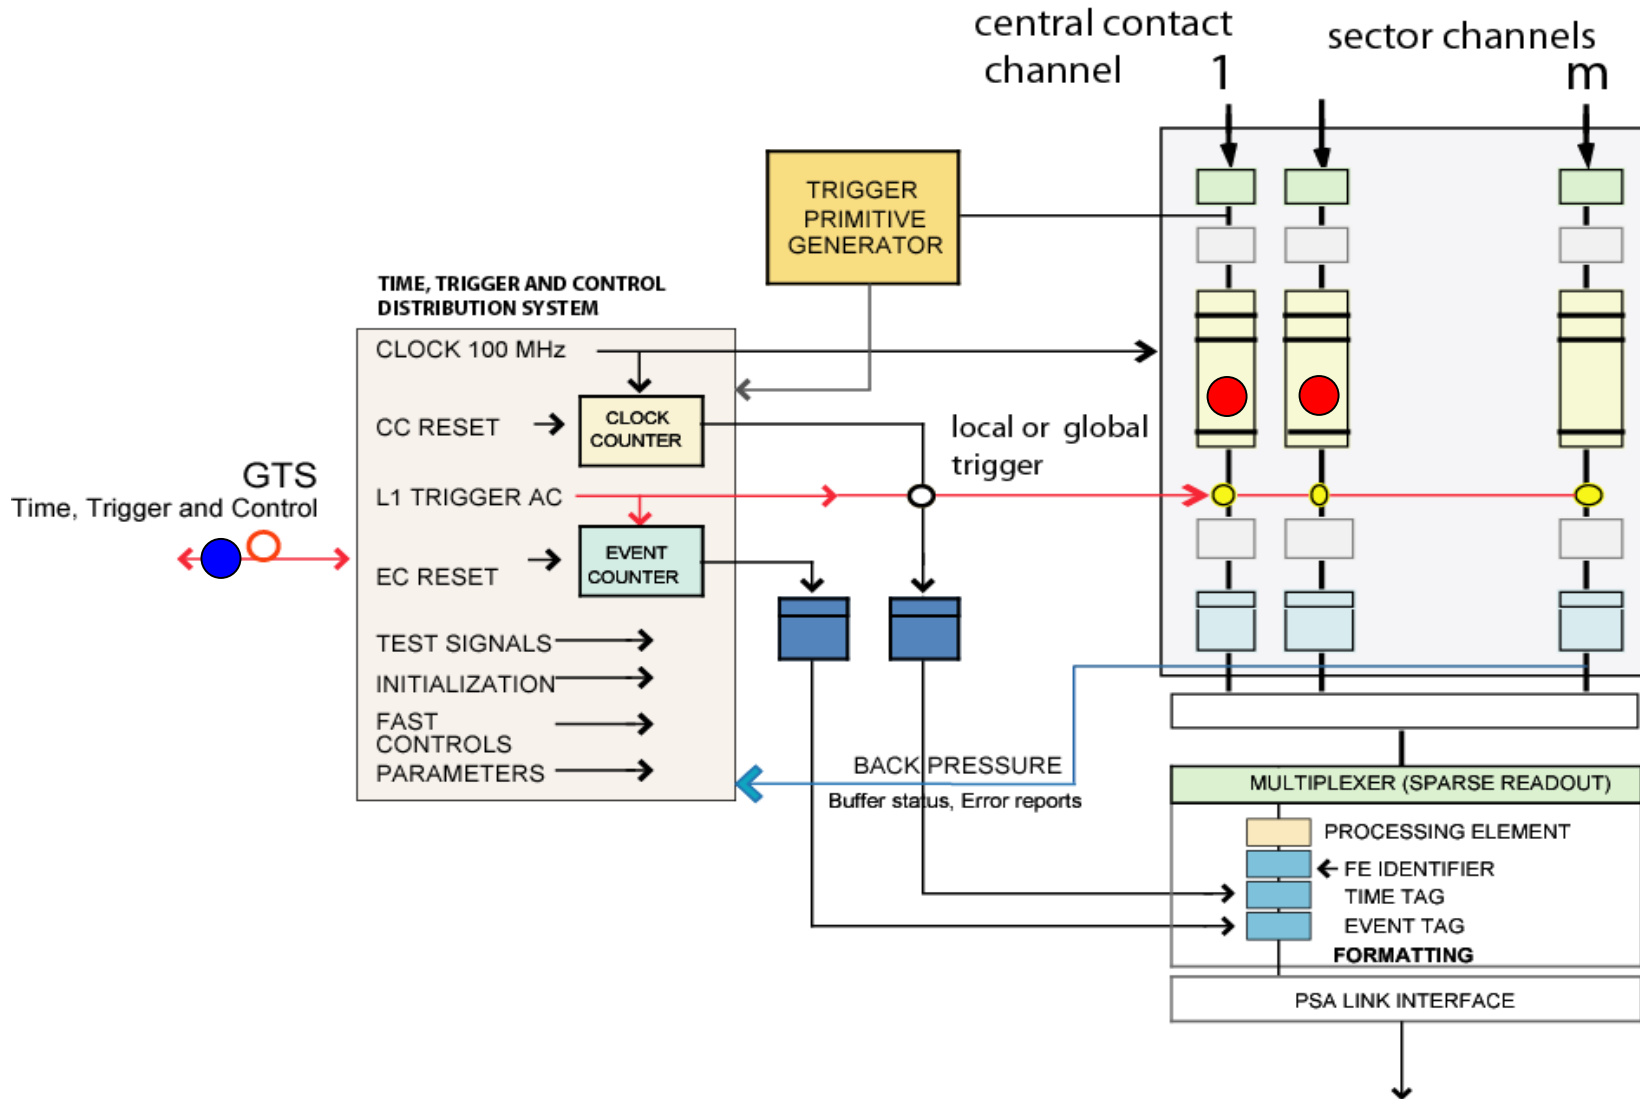 central contact
channel
1
sector channels
m
TRIGGER
PRIMITIVE
GENERATOR
TIME, TRIGGER AND CONTROL
DISTRIBUTION SYSTEM
CLOCK 100 MHz
CC RESET
CLOCK
COUNTER
local or global
trigger
GTS
Time, Trigger and Control
L1 TRIGGER AC
EC RESET
EVENT
COUNTER
TEST SIGNALS
INITIALIZATION
FAST
CONTROLS
PARAMETERS
BACK PRESSURE
Buffer status, Error reports
MULTIPLEXER (SPARSE READOUT)
PROCESSING ELEMENT
FE IDENTIFIER
TIME TAG
EVENT TAG
FORMATTING
PSA LINK INTERFACE